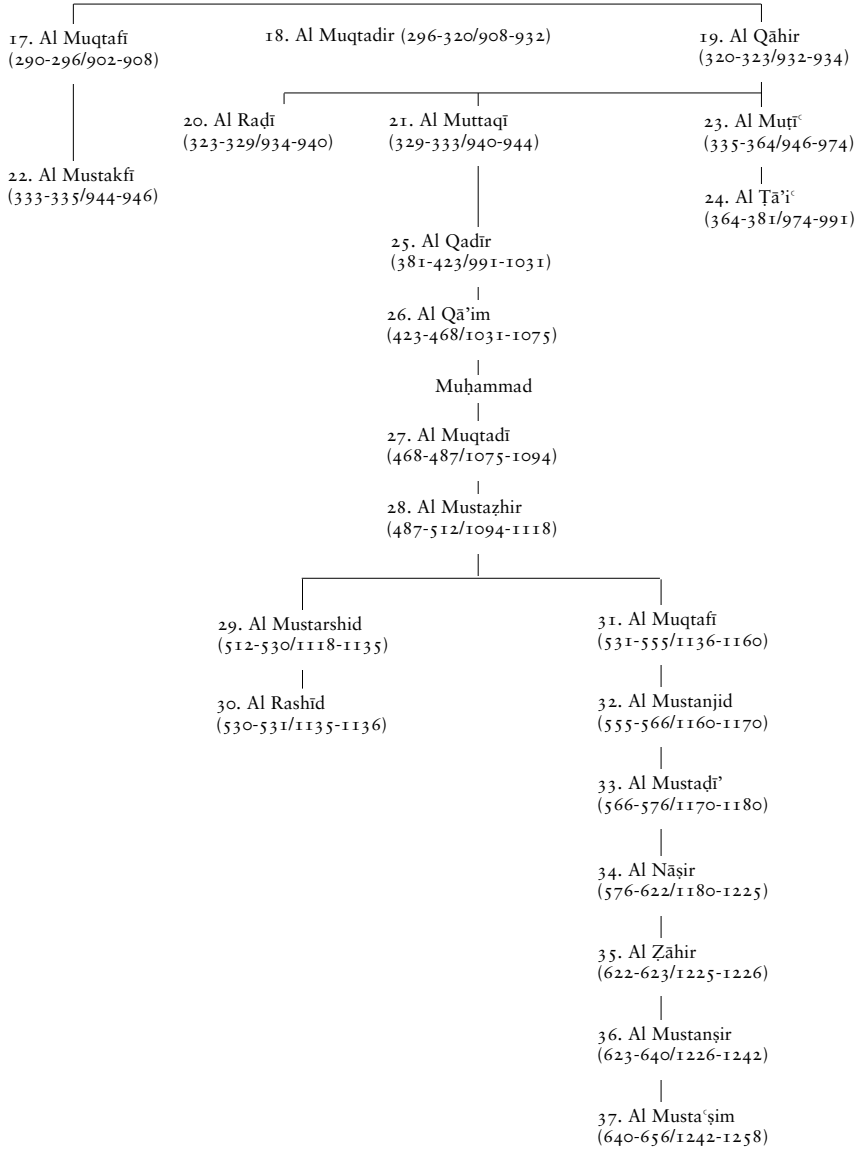 17. Al Muqtafī
(290-296/902-908)
18. Al Muqtadir (296-320/908-932)
19. Al Qāhir
(320-323/932-934)
20. Al Raḍī
(323-329/934-940)
21. Al Muttaqī
(329-333/940-944)
23. Al Muṭīʿ
(335-364/946-974)
22. Al Mustakfī
(333-335/944-946)
24. Al Ṭā’iʿ
(364-381/974-991)
25. Al Qadīr
(381-423/991-1031)
26. Al Qā’im
(423-468/1031-1075)
Muḥammad
27. Al Muqtadī
(468-487/1075-1094)
28. Al Mustaẓhir
(487-512/1094-1118)
29. Al Mustarshid
(512-530/1118-1135)
31. Al Muqtafī
(531-555/1136-1160)
30. Al Rashīd
(530-531/1135-1136)
32. Al Mustanjid
(555-566/1160-1170)
33. Al Mustaḍī’
(566-576/1170-1180)
34. Al Nāṣir
(576-622/1180-1225)
35. Al Ẓāhir
(622-623/1225-1226)
36. Al Mustanṣir
(623-640/1226-1242)
37. Al Mustaʿṣim
(640-656/1242-1258)